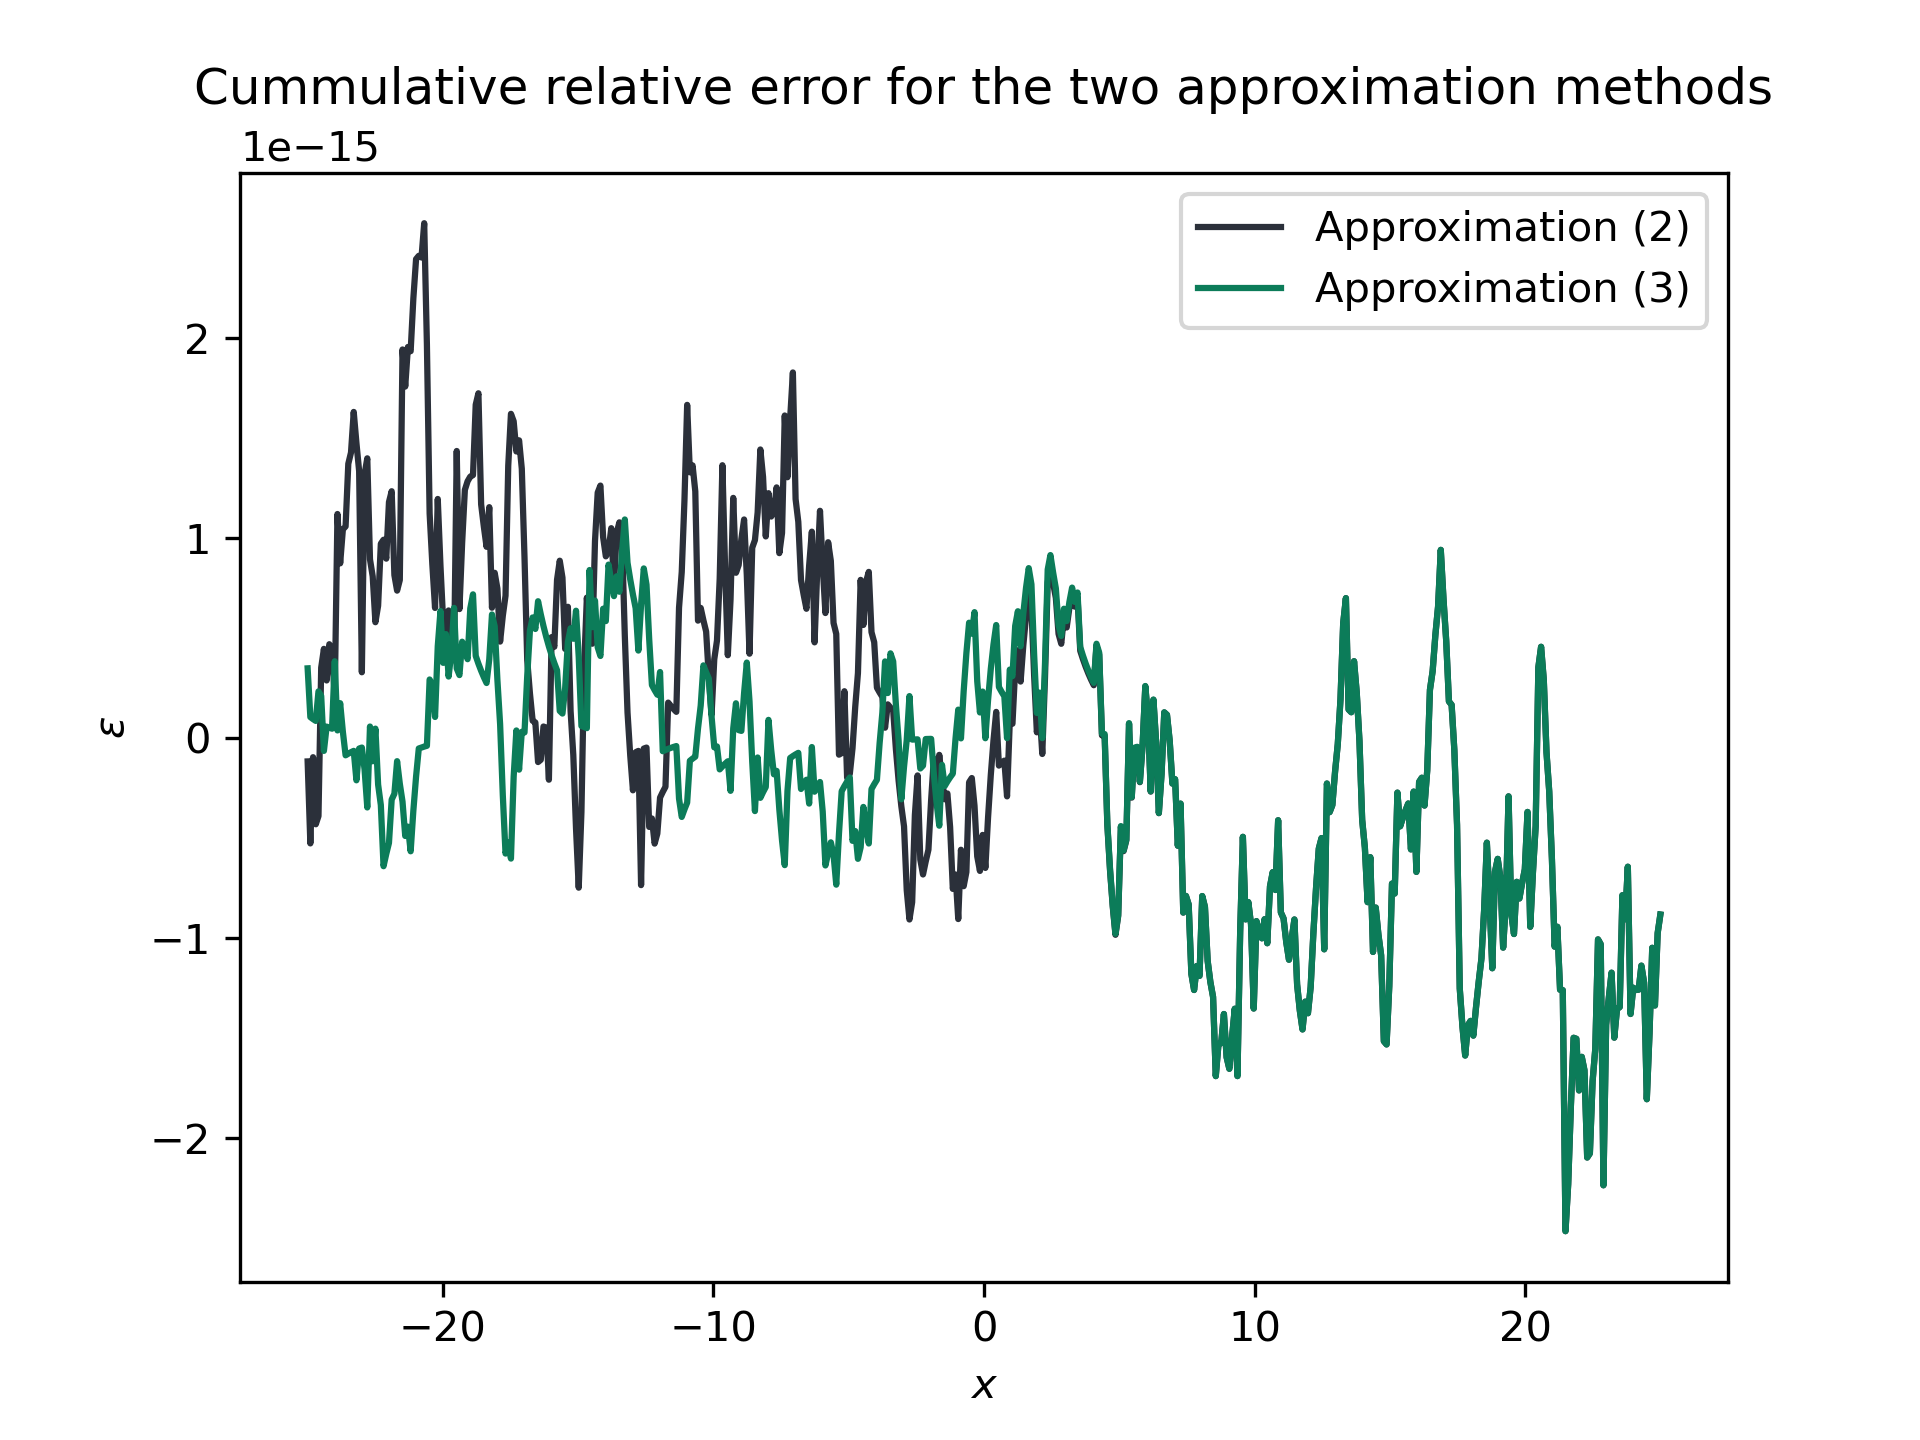 Cummulative relative error for the two approximation methods
1e−15
Approximation (2)
Approximation (3)
2
1
0
−1
−2
ε
−20
−10
0
10
20
x